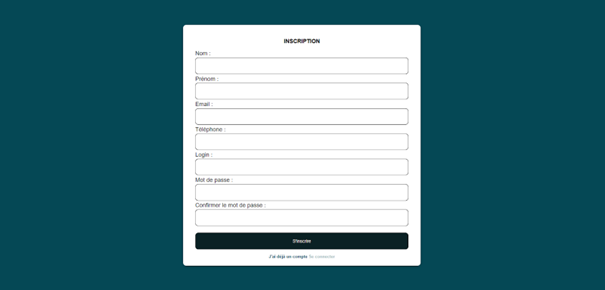 INSCRIPTION
Nom :
Prénom :
Email :
Téléphone :
Login :
Mot de passe :
Confirmer le mot de passe :
S'inscrire
J'ai déjà un compte Se connecter